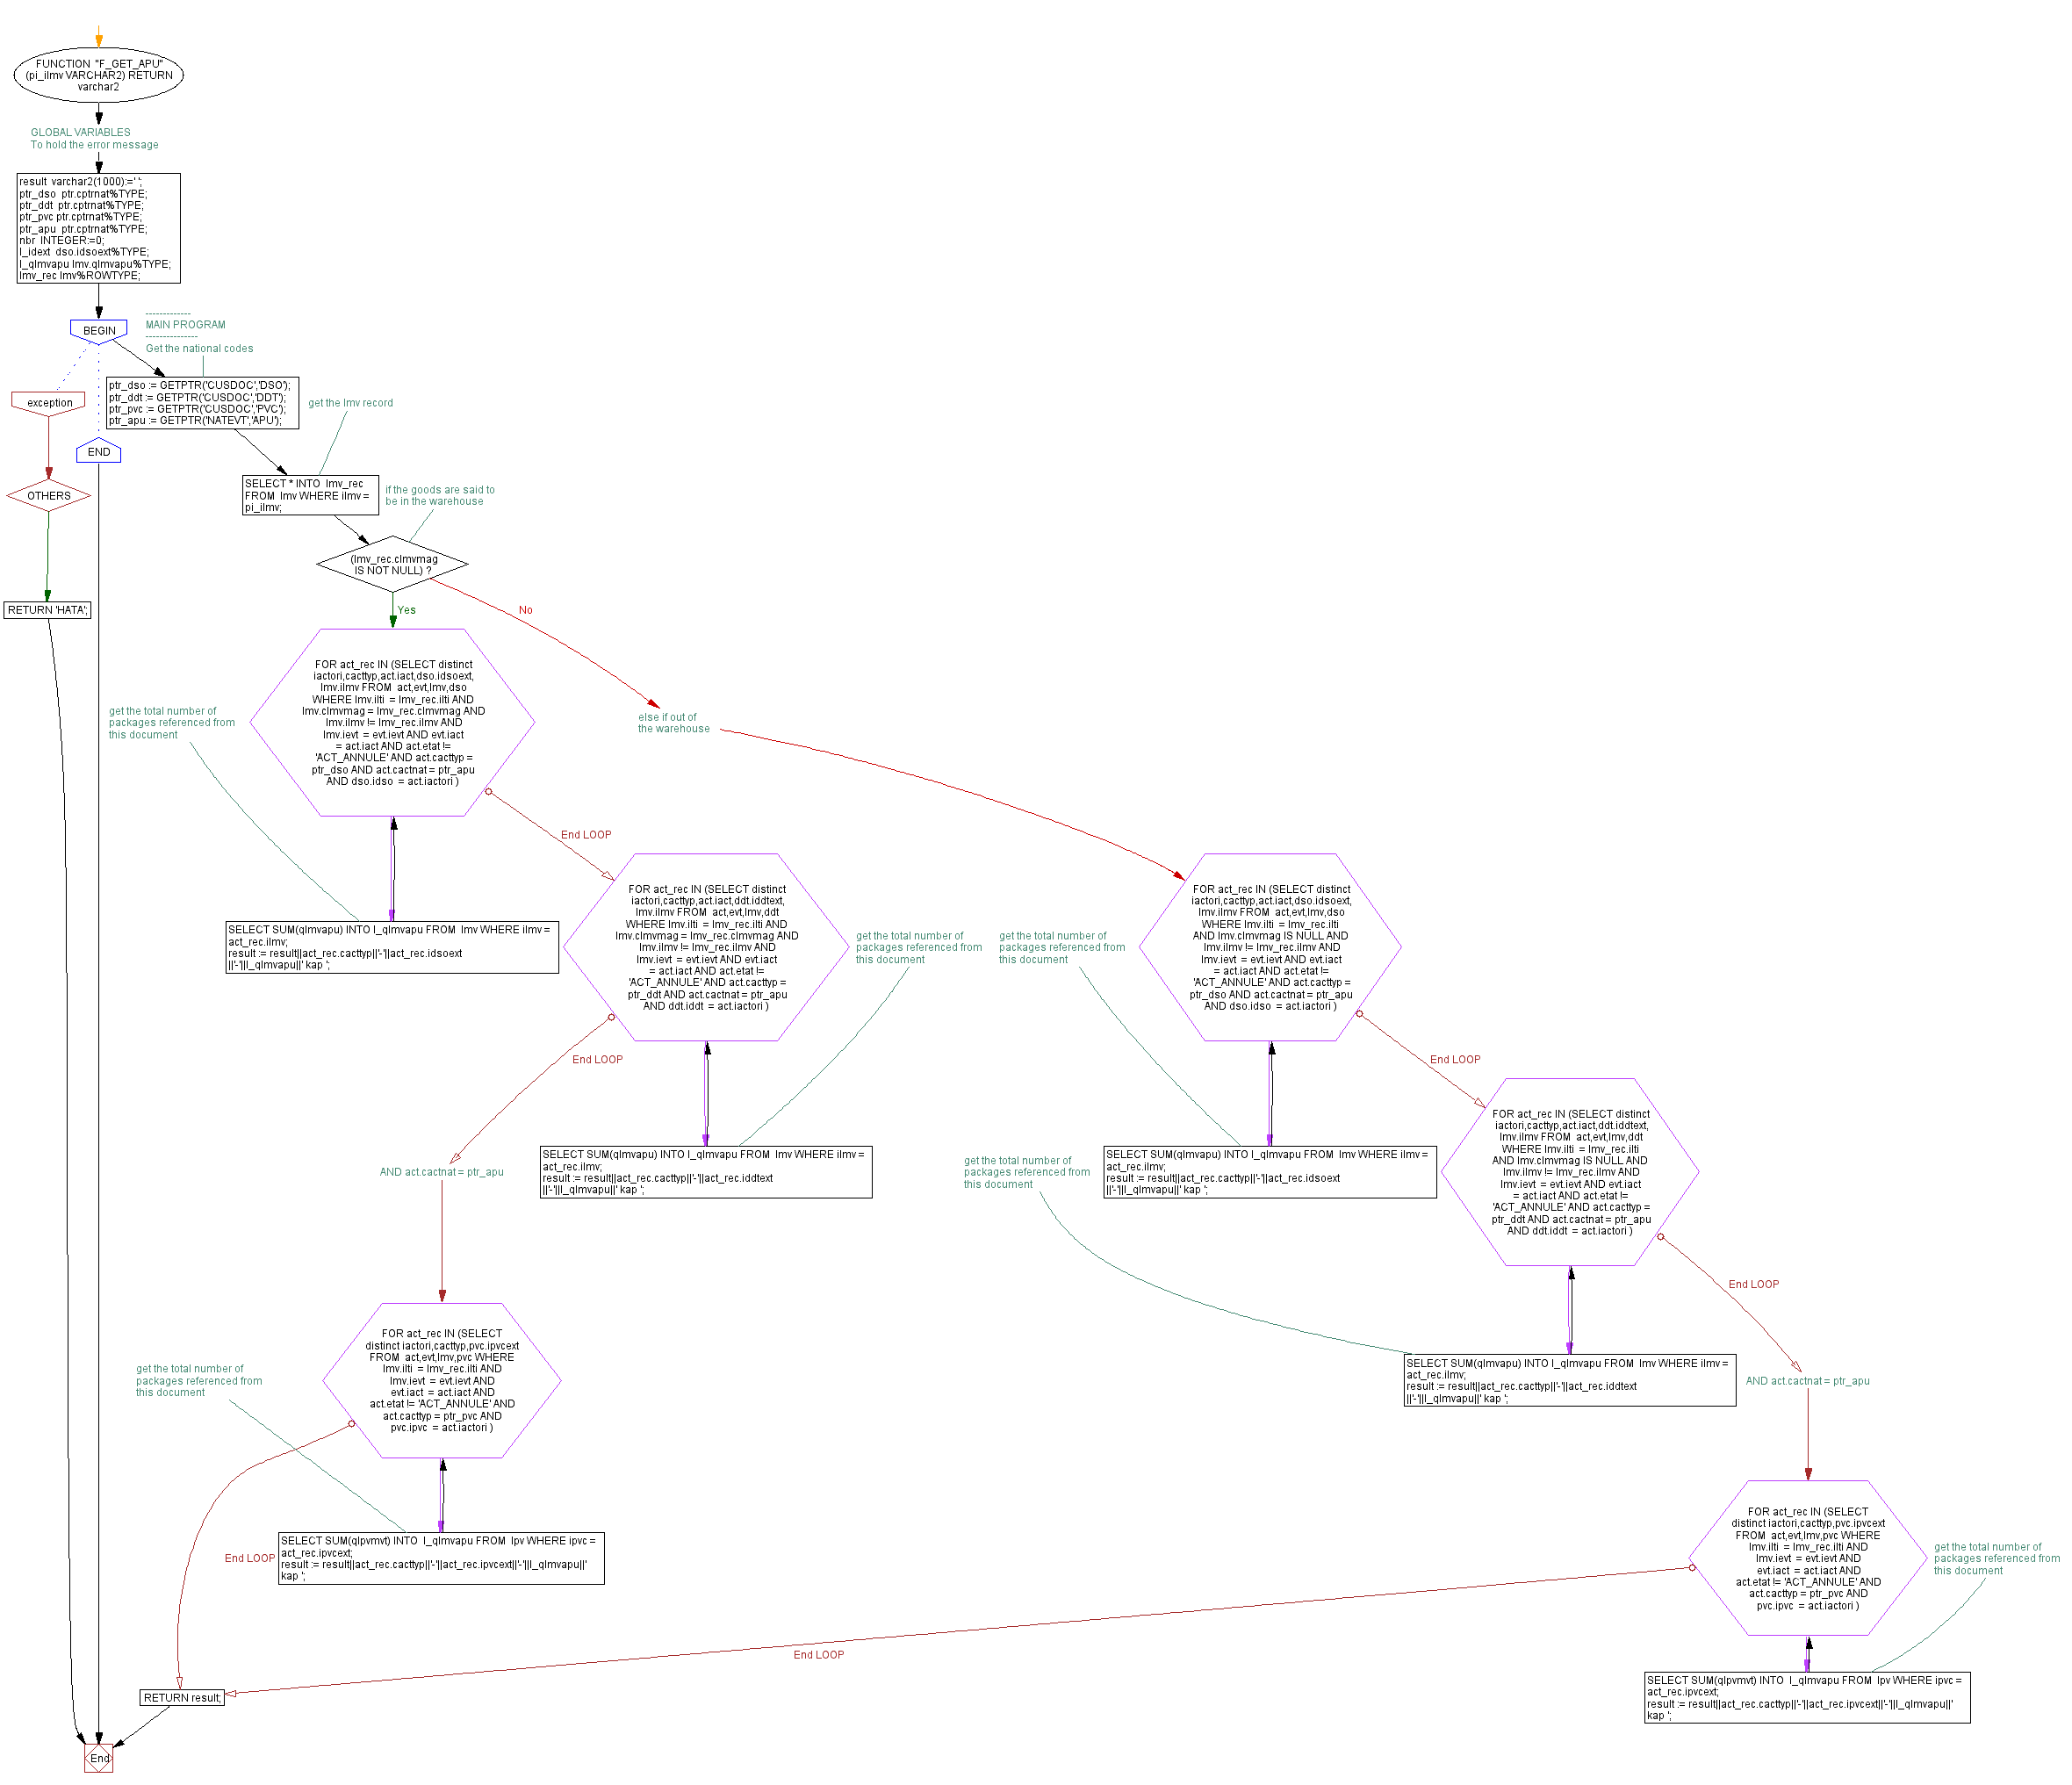 FUNCTION "F_GET_APU"
(pi_ilmv VARCHAR2) RETURN
varchar2
GLOBAL VARIABLES
To hold the error message
result varchar2(1000):=' ';
ptr_dso ptr.cptrnat%TYPE;
ptr_ddt ptr.cptrnat%TYPE;
ptr_pvc ptr.cptrnat%TYPE;
ptr_apu ptr.cptrnat%TYPE;
nbr INTEGER:=0;
l_idext dso.idsoext%TYPE;
l_qlmvapu lmv.qlmvapu%TYPE;
lmv_rec lmv%ROWTYPE;
BEGIN
-------------
MAIN PROGRAM
---------------
Get the national codes
exception
ptr_dso := GETPTR('CUSDOC','DSO');
ptr_ddt := GETPTR('CUSDOC','DDT');
ptr_pvc := GETPTR('CUSDOC','PVC');
ptr_apu := GETPTR('NATEVT','APU');
get the lmv record
END
OTHERS
SELECT * INTO lmv_rec
FROM lmv WHERE ilmv =
pi_ilmv;
if the goods are said to
be in the warehouse
(lmv_rec.clmvmag
IS NOT NULL) ?
RETURN 'HATA';
Yes
No
FOR act_rec IN (SELECT distinct
iactori,cacttyp,act.iact,dso.idsoext,
lmv.ilmv FROM act,evt,lmv,dso
WHERE lmv.ilti = lmv_rec.ilti AND
lmv.clmvmag = lmv_rec.clmvmag AND
lmv.ilmv != lmv_rec.ilmv AND
lmv.ievt = evt.ievt AND evt.iact
= act.iact AND act.etat !=
'ACT_ANNULE' AND act.cacttyp =
ptr_dso AND act.cactnat = ptr_apu
AND dso.idso = act.iactori )
get the total number of
packages referenced from
this document
else if out of
the warehouse
End LOOP
SELECT SUM(qlmvapu) INTO l_qlmvapu FROM lmv WHERE ilmv =
act_rec.ilmv;
result := result||act_rec.cacttyp||'-'||act_rec.idsoext
||'-'||l_qlmvapu||' kap ';
FOR act_rec IN (SELECT distinct
iactori,cacttyp,act.iact,ddt.iddtext,
lmv.ilmv FROM act,evt,lmv,ddt
WHERE lmv.ilti = lmv_rec.ilti AND
lmv.clmvmag = lmv_rec.clmvmag AND
lmv.ilmv != lmv_rec.ilmv AND
lmv.ievt = evt.ievt AND evt.iact
= act.iact AND act.etat !=
'ACT_ANNULE' AND act.cacttyp =
ptr_ddt AND act.cactnat = ptr_apu
AND ddt.iddt = act.iactori )
get the total number of
packages referenced from
this document
get the total number of
packages referenced from
this document
FOR act_rec IN (SELECT distinct
iactori,cacttyp,act.iact,dso.idsoext,
lmv.ilmv FROM act,evt,lmv,dso
WHERE lmv.ilti = lmv_rec.ilti
AND lmv.clmvmag IS NULL AND
lmv.ilmv != lmv_rec.ilmv AND
lmv.ievt = evt.ievt AND evt.iact
= act.iact AND act.etat !=
'ACT_ANNULE' AND act.cacttyp =
ptr_dso AND act.cactnat = ptr_apu
AND dso.idso = act.iactori )
End LOOP
End LOOP
AND act.cactnat = ptr_apu
SELECT SUM(qlmvapu) INTO l_qlmvapu FROM lmv WHERE ilmv =
act_rec.ilmv;
result := result||act_rec.cacttyp||'-'||act_rec.iddtext
||'-'||l_qlmvapu||' kap ';
get the total number of
packages referenced from
this document
SELECT SUM(qlmvapu) INTO l_qlmvapu FROM lmv WHERE ilmv =
act_rec.ilmv;
result := result||act_rec.cacttyp||'-'||act_rec.idsoext
||'-'||l_qlmvapu||' kap ';
FOR act_rec IN (SELECT distinct
iactori,cacttyp,act.iact,ddt.iddtext,
lmv.ilmv FROM act,evt,lmv,ddt
WHERE lmv.ilti = lmv_rec.ilti
AND lmv.clmvmag IS NULL AND
lmv.ilmv != lmv_rec.ilmv AND
lmv.ievt = evt.ievt AND evt.iact
= act.iact AND act.etat !=
'ACT_ANNULE' AND act.cacttyp =
ptr_ddt AND act.cactnat = ptr_apu
AND ddt.iddt = act.iactori )
End LOOP
FOR act_rec IN (SELECT
distinct iactori,cacttyp,pvc.ipvcext
FROM act,evt,lmv,pvc WHERE
lmv.ilti = lmv_rec.ilti AND
lmv.ievt = evt.ievt AND
evt.iact = act.iact AND
act.etat != 'ACT_ANNULE' AND
act.cacttyp = ptr_pvc AND
pvc.ipvc = act.iactori )
get the total number of
packages referenced from
this document
SELECT SUM(qlmvapu) INTO l_qlmvapu FROM lmv WHERE ilmv =
act_rec.ilmv;
result := result||act_rec.cacttyp||'-'||act_rec.iddtext
||'-'||l_qlmvapu||' kap ';
AND act.cactnat = ptr_apu
End LOOP
SELECT SUM(qlpvmvt) INTO l_qlmvapu FROM lpv WHERE ipvc =
act_rec.ipvcext;
result := result||act_rec.cacttyp||'-'||act_rec.ipvcext||'-'||l_qlmvapu||'
kap ';
FOR act_rec IN (SELECT
distinct iactori,cacttyp,pvc.ipvcext
FROM act,evt,lmv,pvc WHERE
lmv.ilti = lmv_rec.ilti AND
lmv.ievt = evt.ievt AND
evt.iact = act.iact AND
act.etat != 'ACT_ANNULE' AND
act.cacttyp = ptr_pvc AND
pvc.ipvc = act.iactori )
get the total number of
packages referenced from
this document
End LOOP
RETURN result;
SELECT SUM(qlpvmvt) INTO l_qlmvapu FROM lpv WHERE ipvc =
act_rec.ipvcext;
result := result||act_rec.cacttyp||'-'||act_rec.ipvcext||'-'||l_qlmvapu||'
kap ';
End